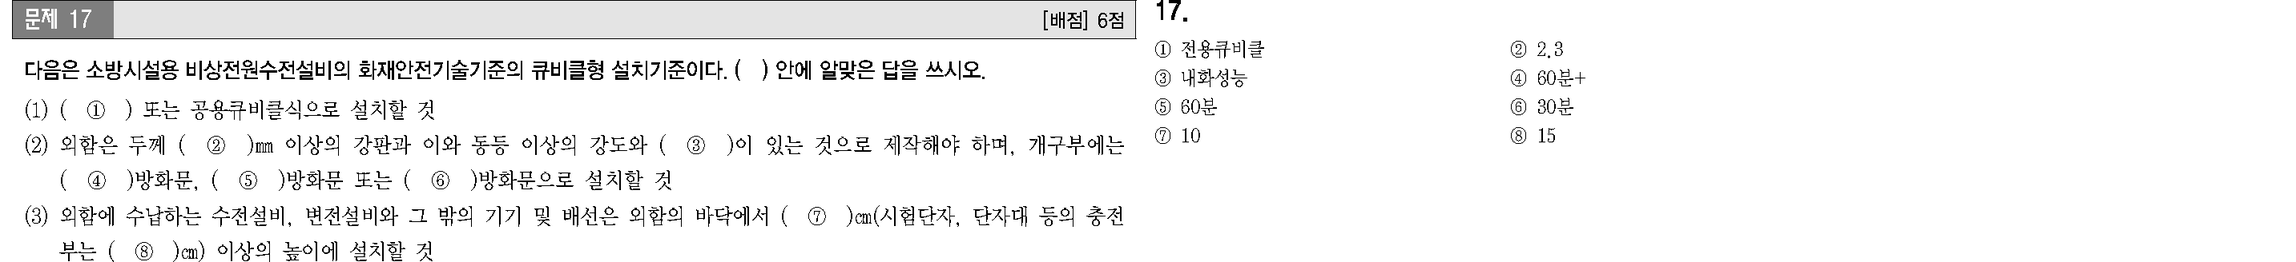 문제 17
[배점] 6점
다음은 소방시설용 비상전원수전설비의 화재안전기술기준의 큐비클형 설치기준이다. ( ) 안에 알맞은 답을 쓰시오.
(1) ( ① ) 또는 공용큐비클식으로 설치할 것
(2) 외함은 두께 ( ② )㎜ 이상의 강판과 이와 동등 이상의 강도와 ( ③ )이 있는 것으로 제작해야 하며, 개구부에는
( ④ )방화문, ( ⑤ )방화문 또는 ( ⑥ )방화문으로 설치할 것
(3) 외함에 수납하는 수전설비, 변전설비와 그 밖의 기기 및 배선은 외함의 바닥에서 ( ⑦ )㎝(시험단자, 단자대 등의 충전
부는 ( ⑧ )㎝) 이상의 높이에 설치할 것
17.
① 전용큐비클 ② 2.3
③ 내화성능 ④ 60분+
⑤ 60분 ⑥ 30분
⑦ 10 ⑧ 15